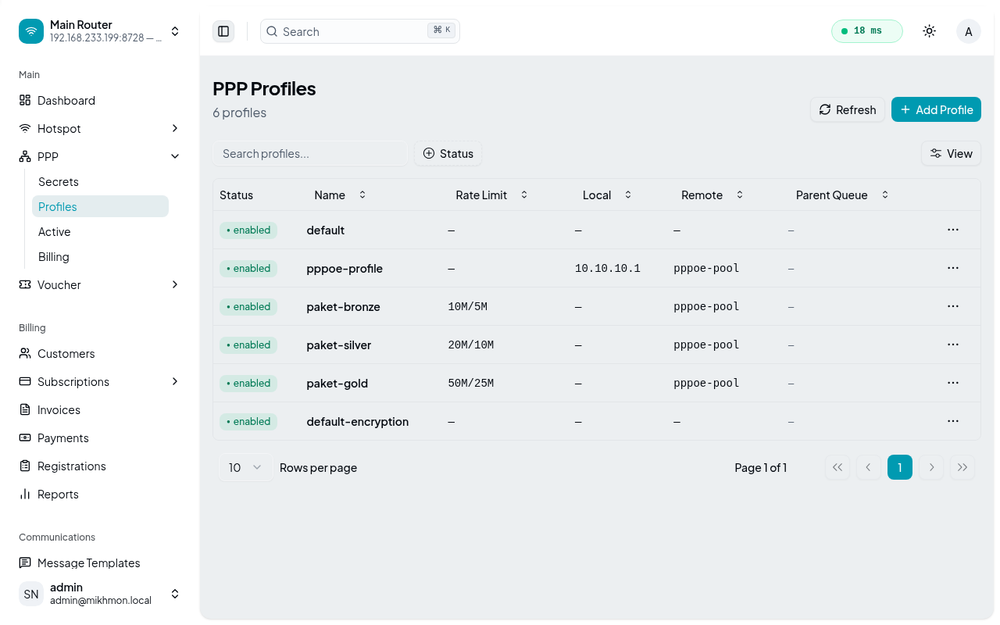 Main Router
192.168.233.199:8728 — ...
Search
⌘ K
18 ms
A
Main
Dashboard
Hotspot
PPP
Secrets
Profiles
Active
Billing
Voucher
Billing
Customers
Subscriptions
Invoices
Payments
Registrations
Reports
Communications
Message Templates
SN
admin
admin@mikhmon.local
PPP Profiles
6 profiles
Refresh
Add Profile
Search profiles...
Status
View
Status Name Rate Limit Local Remote Parent Queue
• enabled default — — — —
• enabled pppoe-profile — 10.10.10.1 pppoe-pool —
• enabled paket-bronze 10M/5M — pppoe-pool —
• enabled paket-silver 20M/10M — pppoe-pool —
• enabled paket-gold 50M/25M — pppoe-pool —
• enabled default-encryption — — — —
10 Rows per page
Page 1 of 1
1